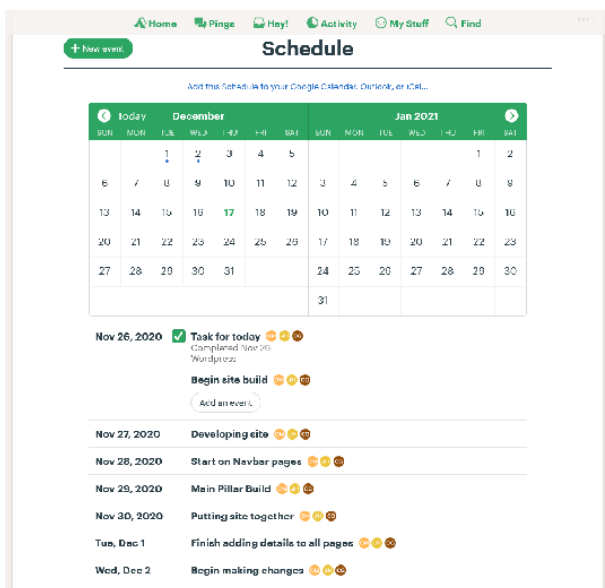 Home Pings Hey! Activity My Stuff Find
+ New event
Schedule
Add this Schedule to your Google Calendar, Outlook, or iCal...
Today December Jan 2021
SUN MON TUE WED THU FRI SAT SUN MON TUE WED THU FRI SAT
1 2 3 4 5 1 2
6 7 8 9 10 11 12 3 4 5 6 7 8 9
13 14 15 16 17 18 19 10 11 12 13 14 15 16
20 21 22 23 24 25 26 17 18 19 20 21 22 23
27 28 29 30 31 24 25 26 27 28 29 30
31
Nov 26, 2020 Task for today
Completed Nov 26
Wordpress
Begin site build
Add an event
Nov 27, 2020 Developing site
Nov 28, 2020 Start on Navbar pages
Nov 29, 2020 Main Pillar Build
Nov 30, 2020 Putting site together
Tue, Dec 1 Finish adding details to all pages
Wed, Dec 2 Begin making changes